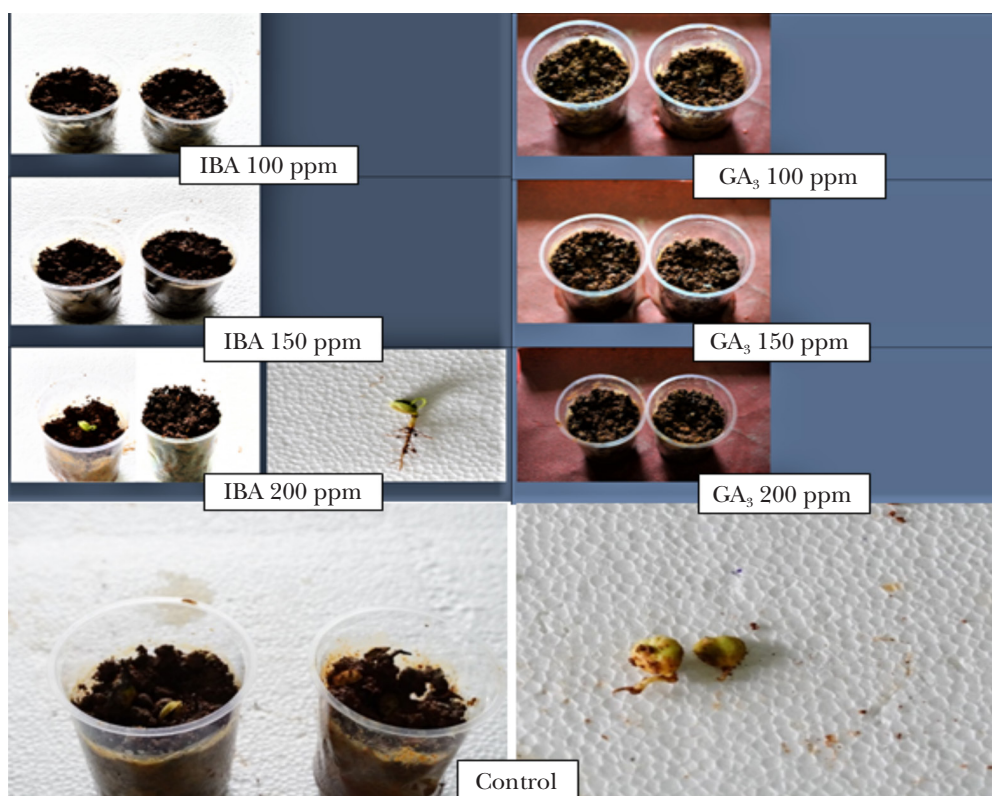 IBA 100 ppm
GA₃ 100 ppm
IBA 150 ppm
GA₃ 150 ppm
IBA 200 ppm
GA₃ 200 ppm
Control